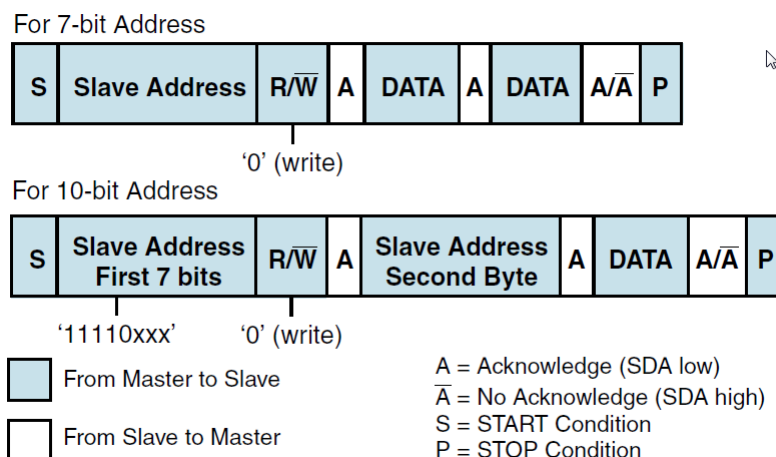 For 7-bit Address
S Slave Address R/W̅ A DATA A DATA A/A̅ P
‘0’ (write)
For 10-bit Address
S Slave Address First 7 bits R/W̅ A Slave Address Second Byte A DATA A/A̅ P
‘11110xxx’ ‘0’ (write)
From Master to Slave
From Slave to Master
A = Acknowledge (SDA low)
A̅ = No Acknowledge (SDA high)
S = START Condition
P = STOP Condition